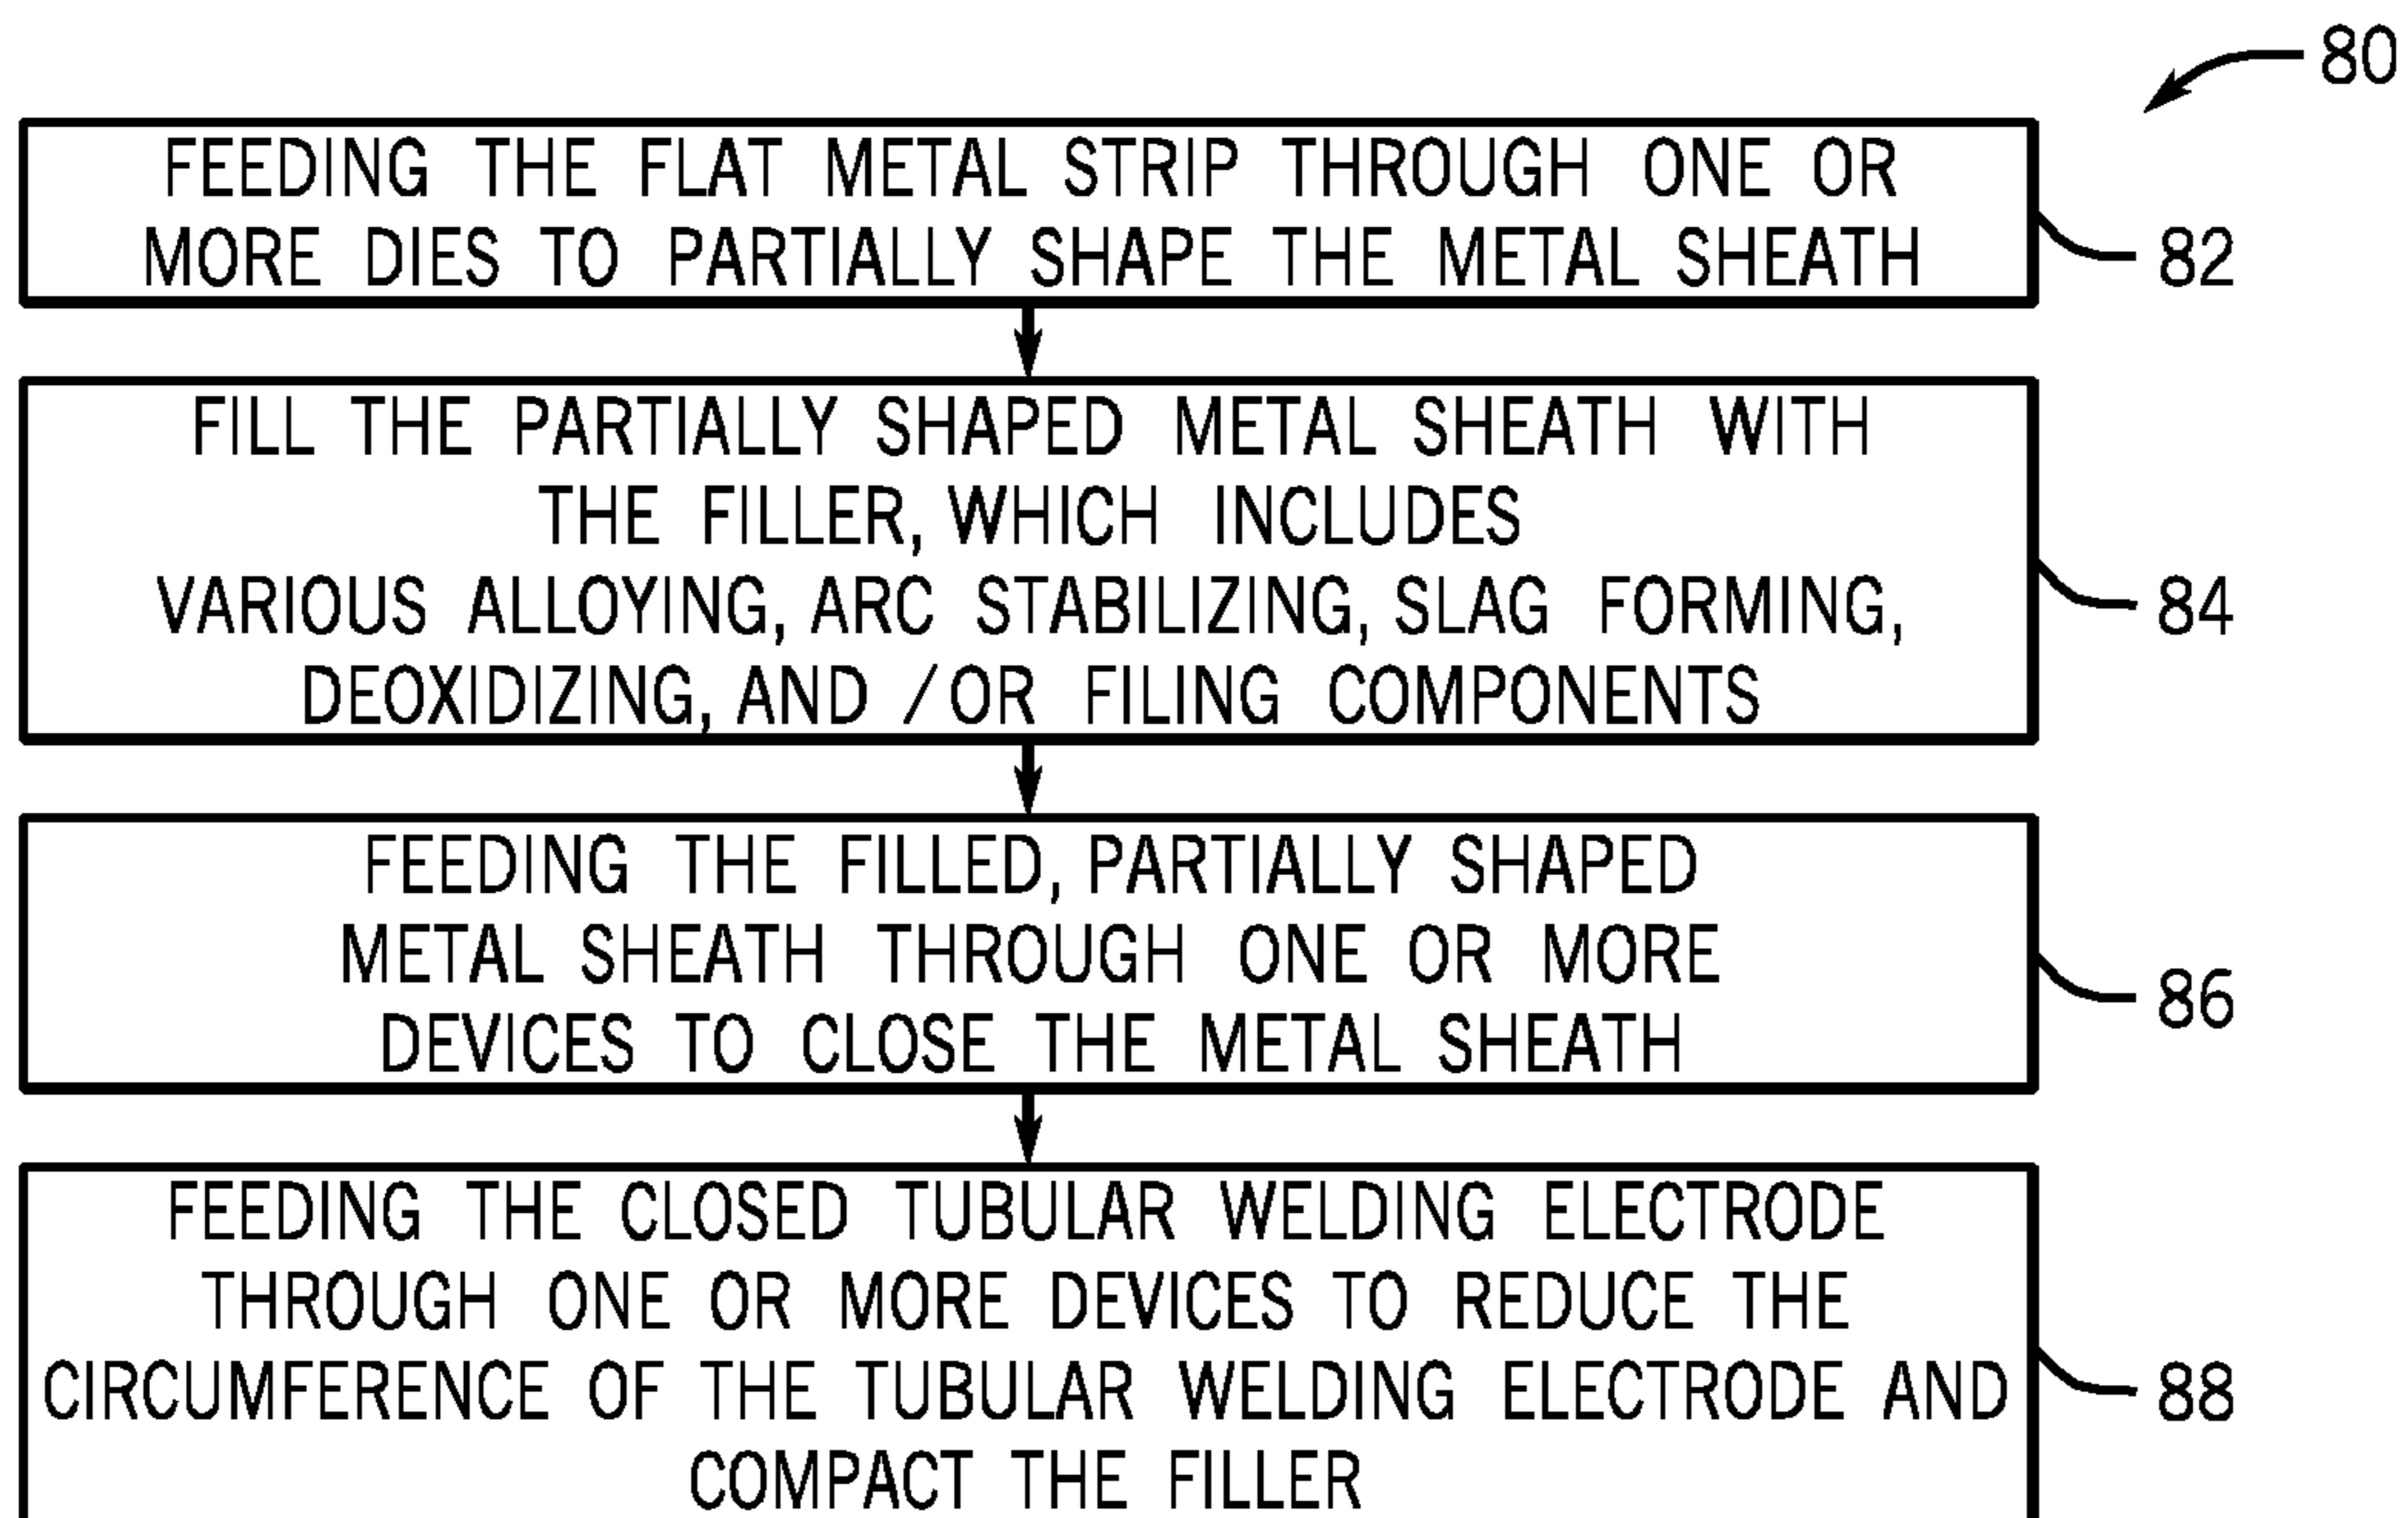 80
FEEDING THE FLAT METAL STRIP THROUGH ONE OR
MORE DIES TO PARTIALLY SHAPE THE METAL SHEATH
82
FILL THE PARTIALLY SHAPED METAL SHEATH WITH
THE FILLER, WHICH INCLUDES
VARIOUS ALLOYING, ARC STABILIZING, SLAG FORMING,
DEOXIDIZING, AND /OR FILING COMPONENTS
84
FEEDING THE FILLED, PARTIALLY SHAPED
METAL SHEATH THROUGH ONE OR MORE
DEVICES TO CLOSE THE METAL SHEATH
86
FEEDING THE CLOSED TUBULAR WELDING ELECTRODE
THROUGH ONE OR MORE DEVICES TO REDUCE THE
CIRCUMFERENCE OF THE TUBULAR WELDING ELECTRODE AND
COMPACT THE FILLER
88